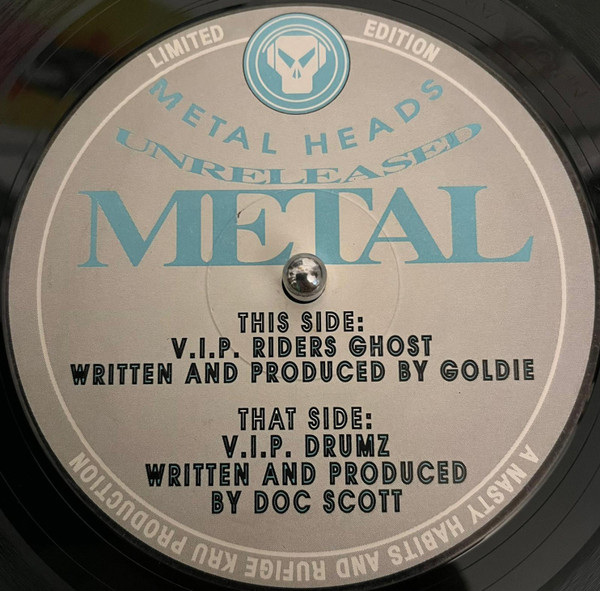 LIMITED EDITION
METAL HEADS
UNRELEASED
METAL
THIS SIDE:
V.I.P. RIDERS GHOST
WRITTEN AND PRODUCED BY GOLDIE
THAT SIDE:
V.I.P. DRUMZ
WRITTEN AND PRODUCED
BY DOC SCOTT
A NASTY HABITS AND RUFIGE KRU PRODUCTION